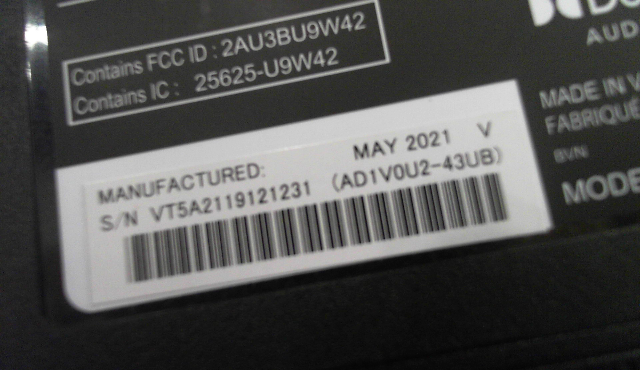 Contains FCC ID : 2AU3BU9W42
Contains IC : 25625-U9W42
AUD
MADE IN V
FABRIQUÉ
BVN
MODE
MANUFACTURED: MAY 2021 V
S/N VT5A2119121231 (AD1V0U2-43UB)